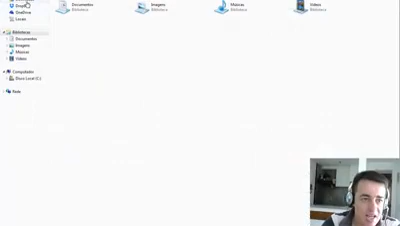 Dropbox
OneDrive
Locais
Bibliotecas
Documentos
Imagens
Músicas
Vídeos
Computador
Disco Local (C:)
Rede
Documentos
Biblioteca
Imagens
Biblioteca
Músicas
Biblioteca
Vídeos
Biblioteca